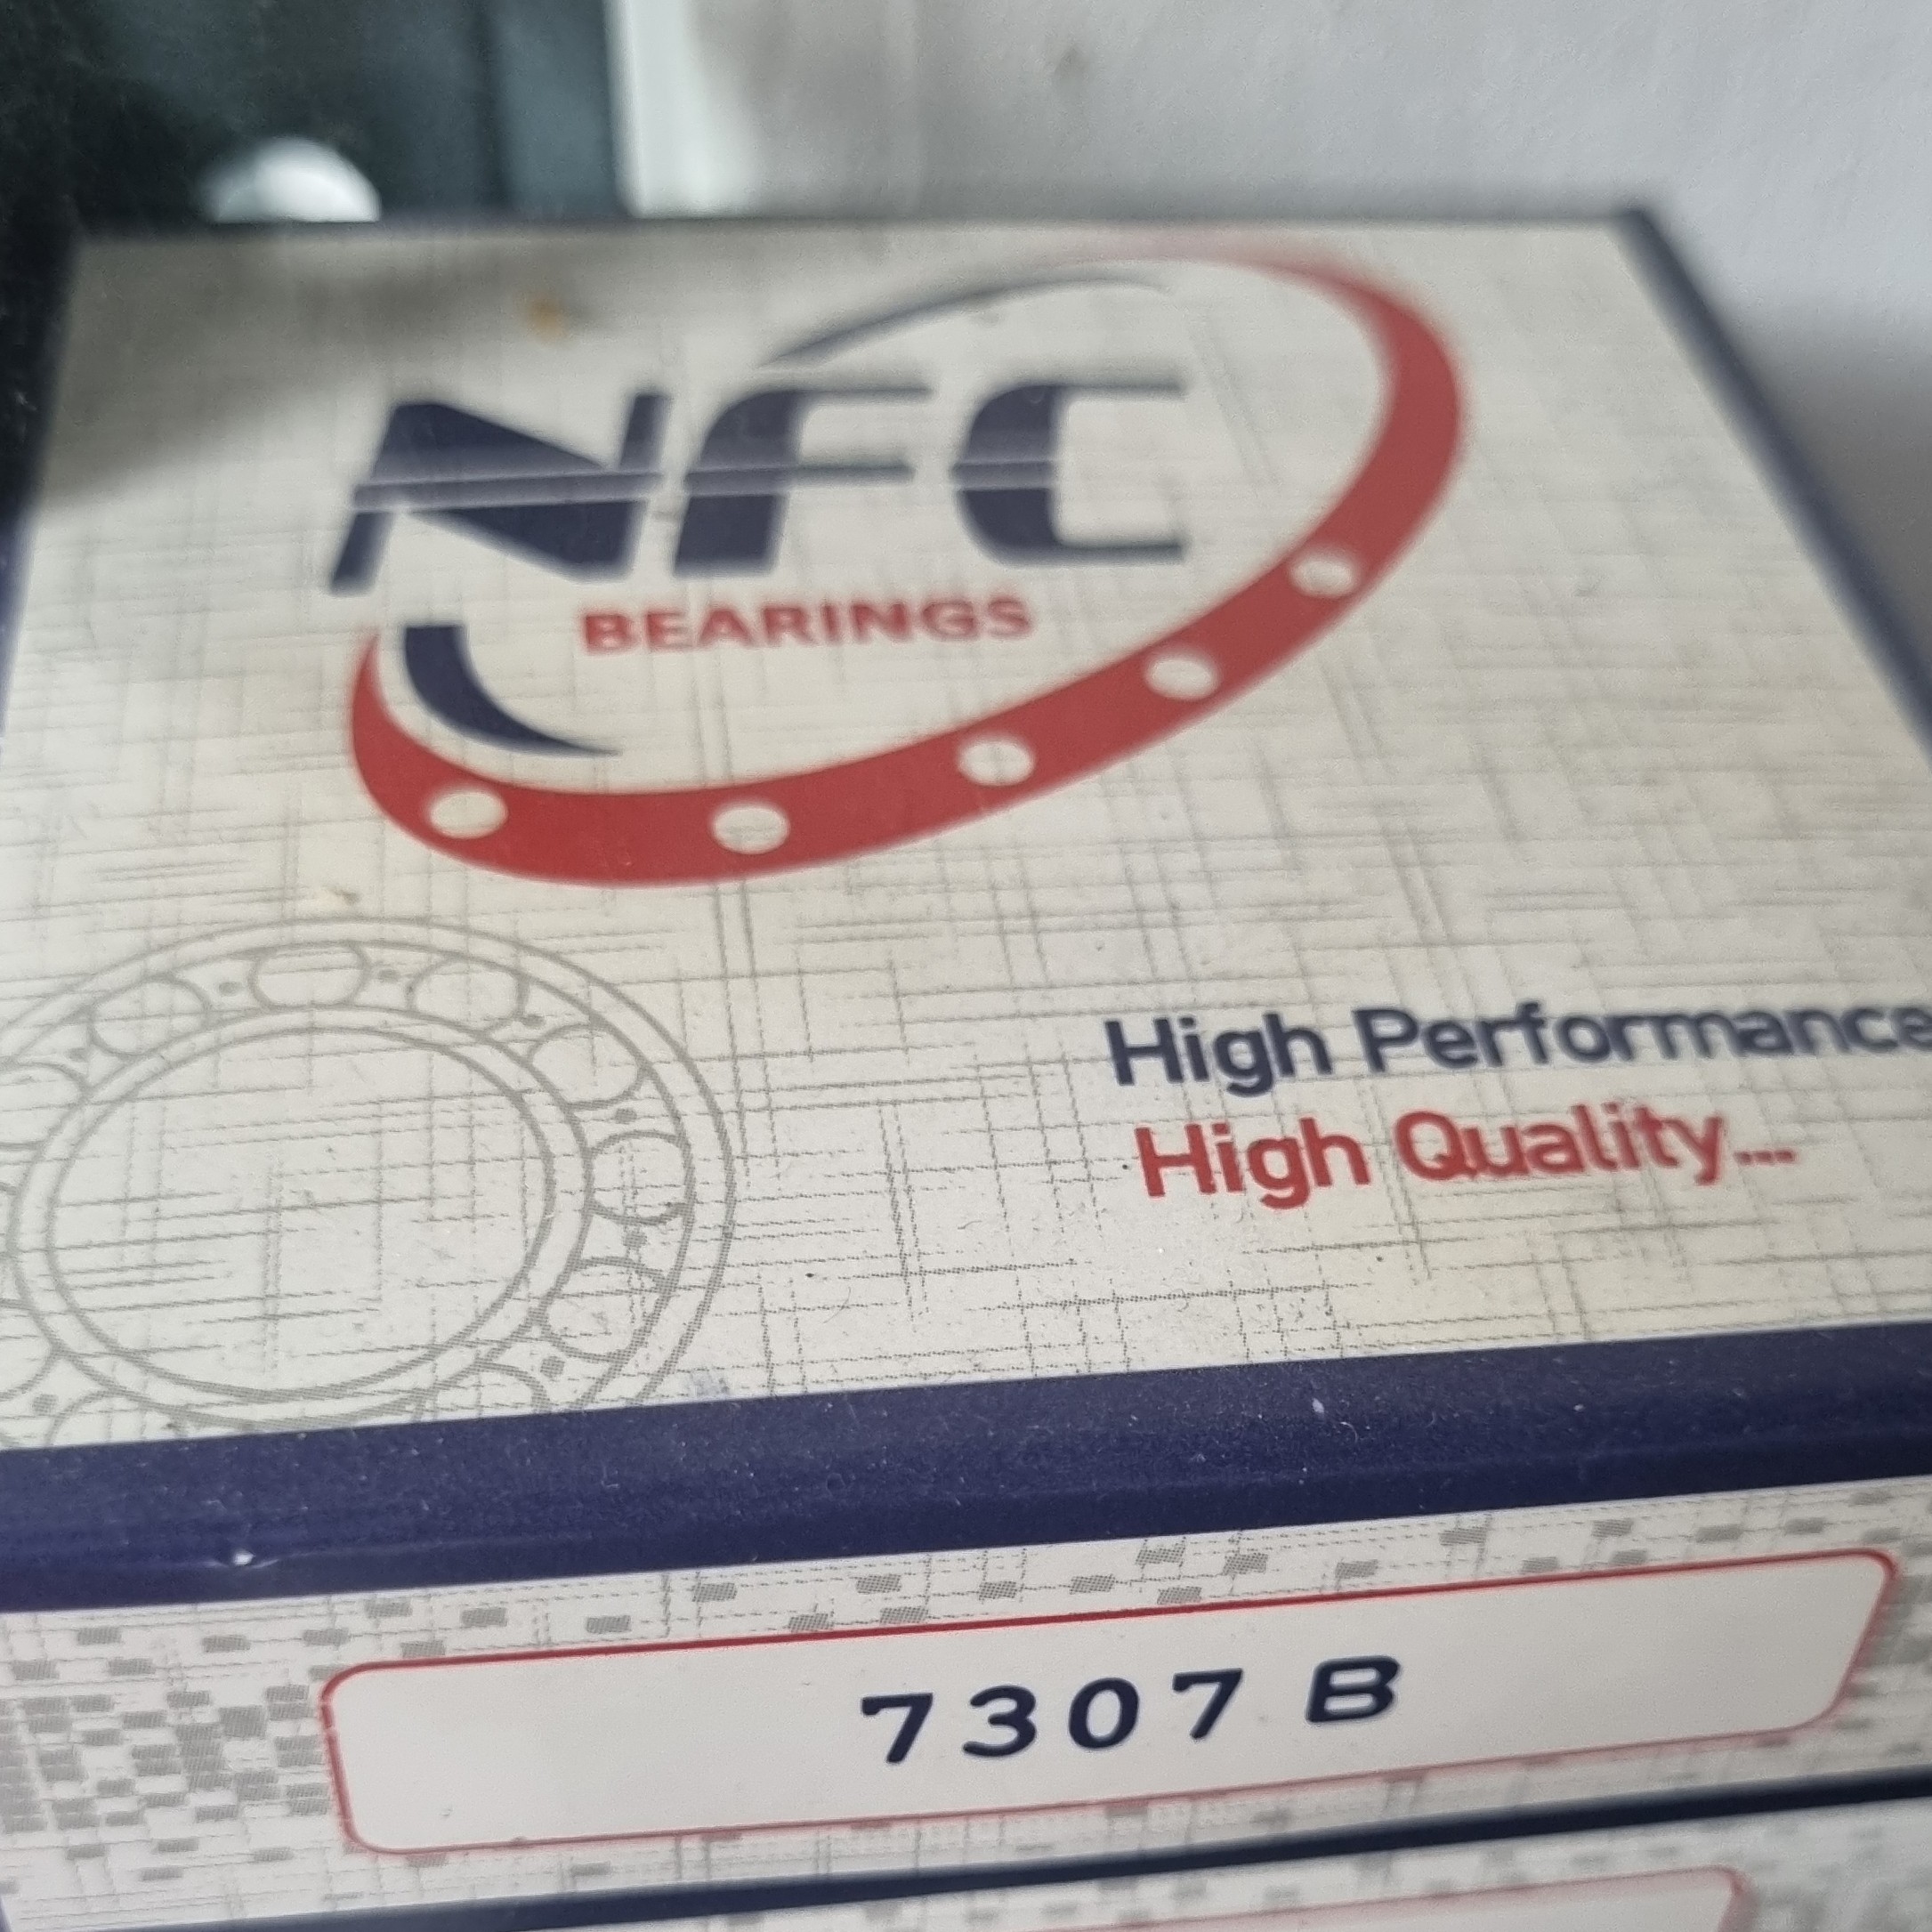 NFC
BEARINGS
High Performance
High Quality...
7307 B